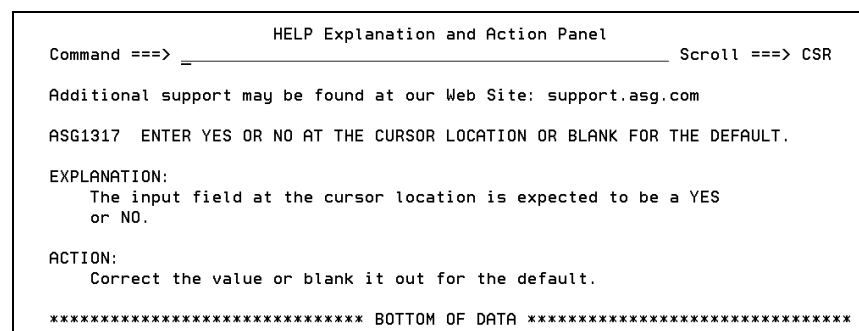 HELP Explanation and Action Panel
Command ===> _ Scroll ===> CSR
Additional support may be found at our Web Site: support.asg.com
ASG1317 ENTER YES OR NO AT THE CURSOR LOCATION OR BLANK FOR THE DEFAULT.
EXPLANATION:
The input field at the cursor location is expected to be a YES
or NO.
ACTION:
Correct the value or blank it out for the default.
******************************* BOTTOM OF DATA ********************************